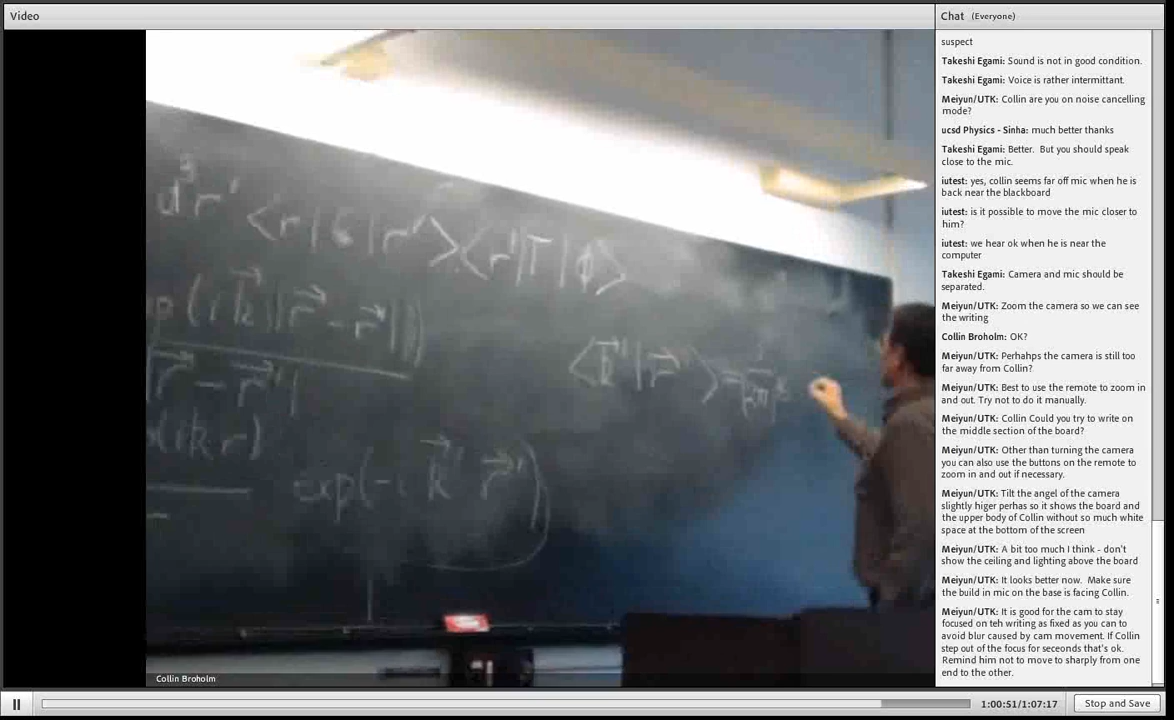 Video
d³r' <r|G|r'><r'|T|φ>
(ik|r⃗-r⃗'|)
|r⃗-r⃗'|
(ik·r)
<k⃗'|r⃗'>=
exp(-i k⃗' r⃗')
Collin Broholm
Chat (Everyone)
suspect
Takeshi Egami: Sound is not in good condition.
Takeshi Egami: Voice is rather intermittant.
Meiyun/UTK: Collin are you on noise cancelling
mode?
ucsd Physics - Sinha: much better thanks
Takeshi Egami: Better. But you should speak
close to the mic.
iutest: yes, collin seems far off mic when he is
back near the blackboard
iutest: is it possible to move the mic closer to
him?
iutest: we hear ok when he is near the
computer
Takeshi Egami: Camera and mic should be
separated.
Meiyun/UTK: Zoom the camera so we can see
the writing
Collin Broholm: OK?
Meiyun/UTK: Perhahps the camera is still too
far away from Collin?
Meiyun/UTK: Best to use the remote to zoom in
and out. Try not to do it manually.
Meiyun/UTK: Collin Could you try to write on
the middle section of the board?
Meiyun/UTK: Other than turning the camera
you can also use the buttons on the remote to
zoom in and out if necessary.
Meiyun/UTK: Tilt the angel of the camera
slightly higer perhas so it shows the board and
the upper body of Collin without so much white
space at the bottom of the screen
Meiyun/UTK: A bit too much I think - don't
show the ceiling and lighting above the board
Meiyun/UTK: It looks better now. Make sure
the build in mic on the base is facing Collin.
Meiyun/UTK: It is good for the cam to stay
focused on teh writing as fixed as you can to
avoid blur caused by cam movement. If Collin
step out of the focus for seceonds that's ok.
Remind him not to move to sharply from one
end to the other.
1:00:51/1:07:17
Stop and Save